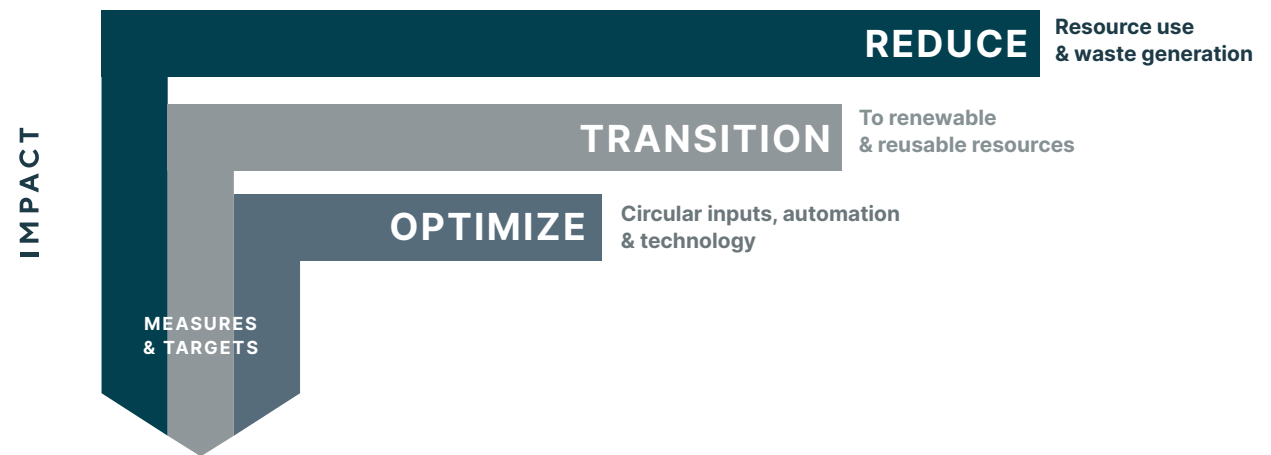 IMPACT
REDUCE
Resource use
& waste generation
TRANSITION
To renewable
& reusable resources
OPTIMIZE
Circular inputs, automation
& technology
MEASURES
& TARGETS